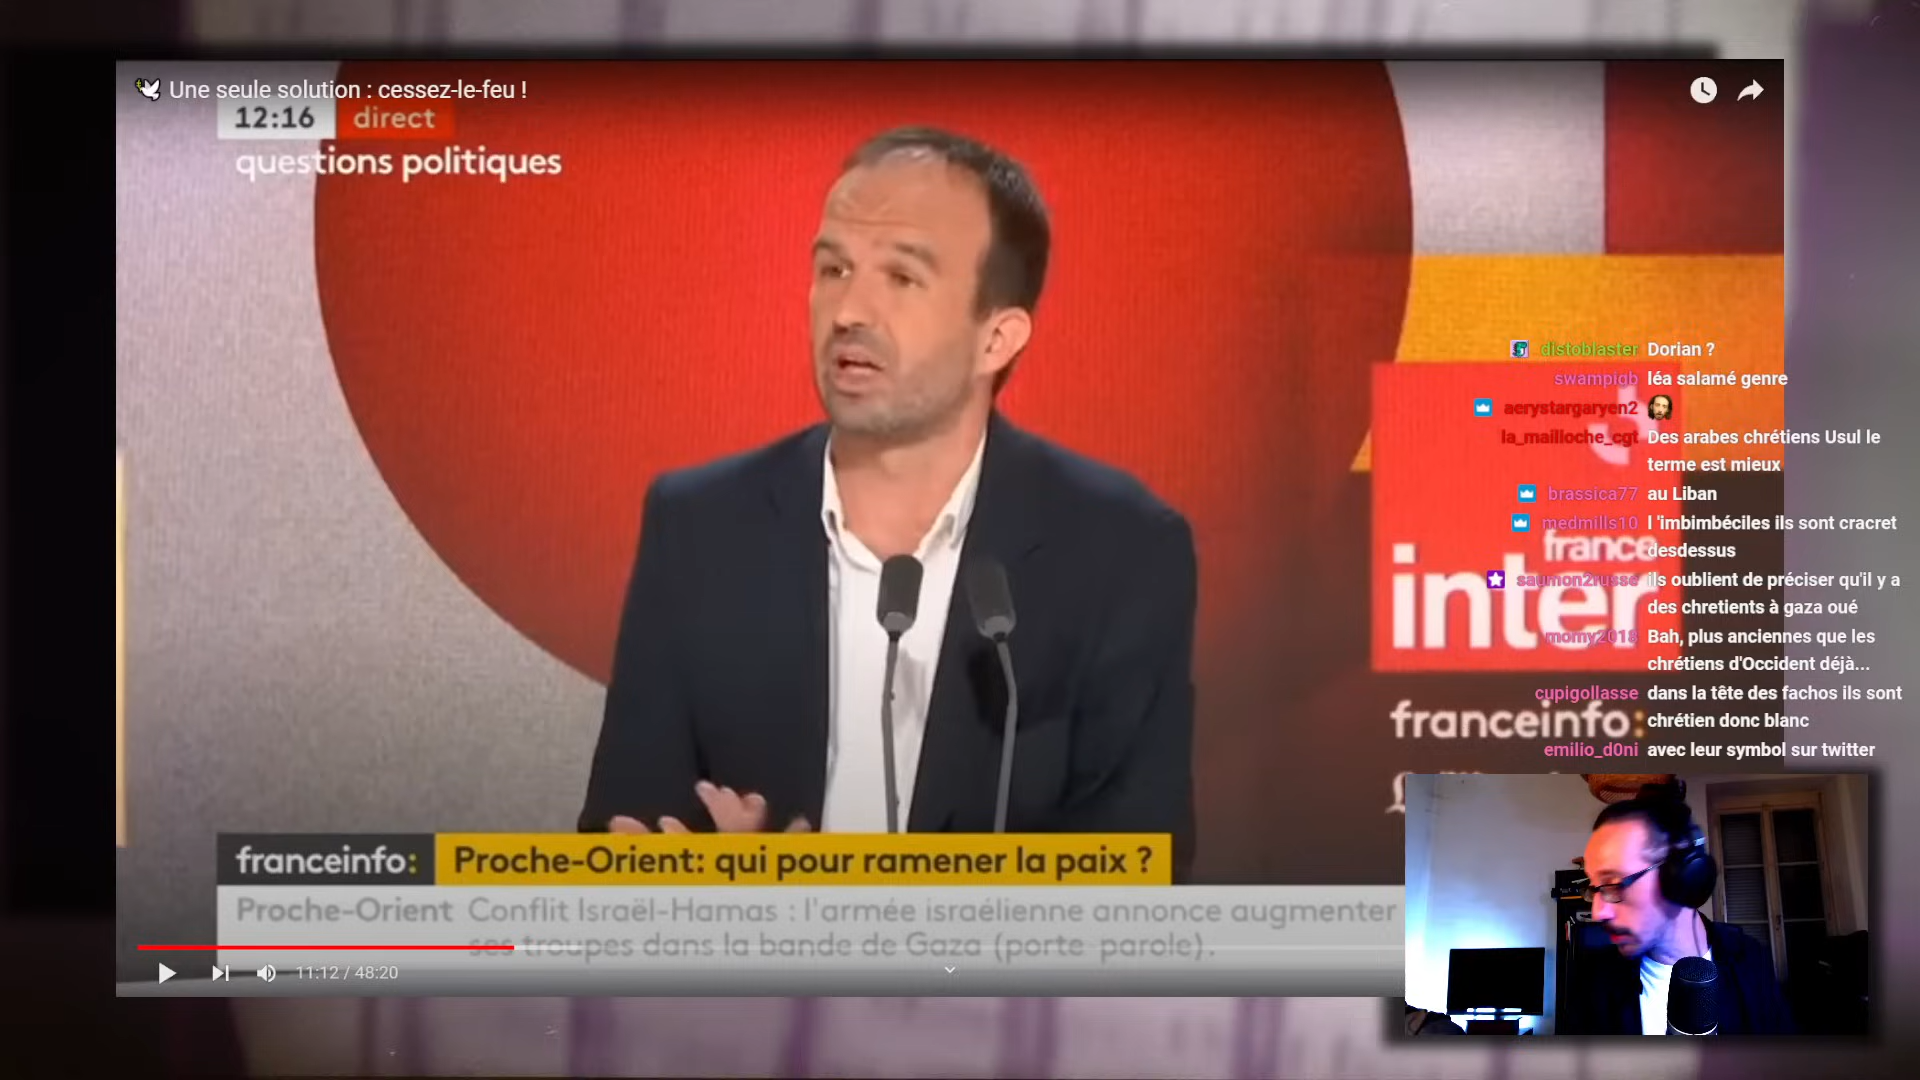 🕊 Une seule solution : cessez-le-feu !
12:16 direct
questions politiques
distoblaster Dorian ?
swampigb léa salamé genre
aerystargaryen2
la_mailloche_cgt Des arabes chrétiens Usul le
terme est mieux
brassica77 au Liban
medmills10 l 'imbimbéciles ils sont cracret
desdessus
saumon2russe ils oublient de préciser qu'il y a
des chretients à gaza oué
momy2018 Bah, plus anciennes que les
chrétiens d'Occident déjà...
cupigollasse dans la tête des fachos ils sont
chrétien donc blanc
emilio_d0ni avec leur symbol sur twitter
france
inter
franceinfo:
franceinfo: Proche-Orient: qui pour ramener la paix ?
Proche-Orient Conflit Israël-Hamas : l'armée israélienne annonce augmenter
ses troupes dans la bande de Gaza (porte-parole).
11:12 / 48:20